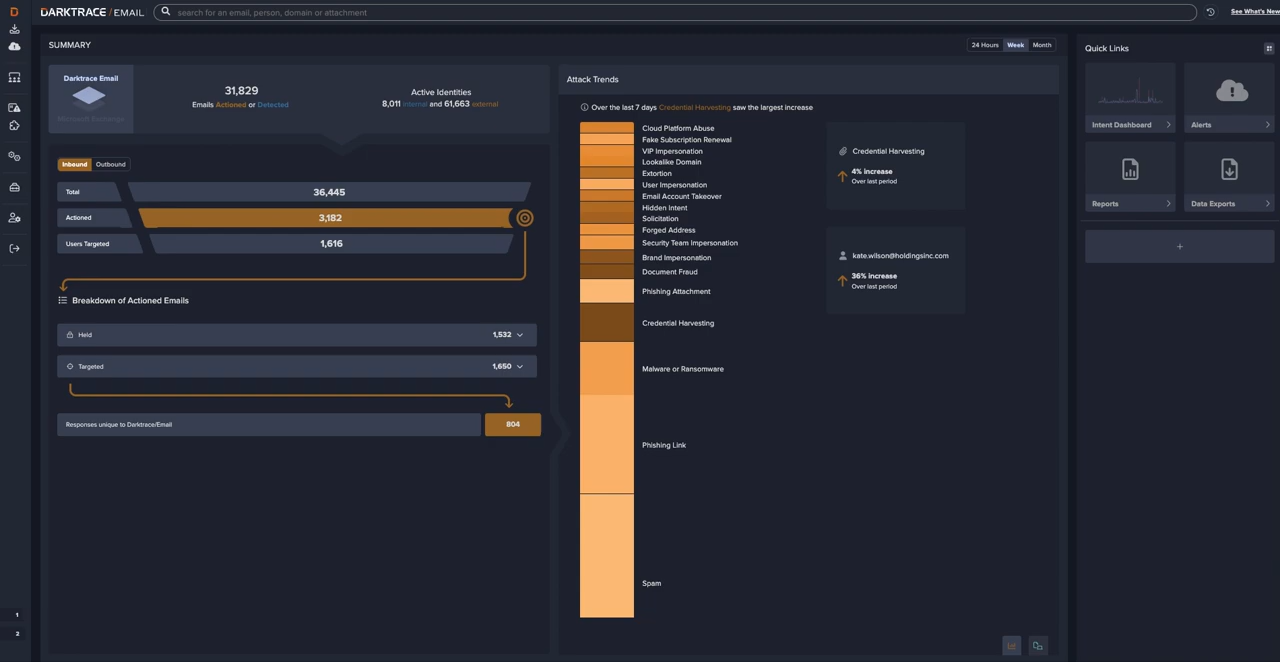 DARKTRACE / EMAIL
search for an email, person, domain or attachment
See What's New
SUMMARY
24 Hours
Week
Month
Darktrace Email
Microsoft Exchange
31,829
Emails Actioned or Detected
Active Identities
8,011 internal and 61,663 external
Inbound
Outbound
Total
36,445
Actioned
3,182
Users Targeted
1,616
Breakdown of Actioned Emails
Held
1,532
Targeted
1,650
Responses unique to Darktrace/Email
804
Attack Trends
Over the last 7 days Credential Harvesting saw the largest increase
Cloud Platform Abuse
Fake Subscription Renewal
VIP Impersonation
Lookalike Domain
Extortion
User Impersonation
Email Account Takeover
Hidden Intent
Solicitation
Forged Address
Security Team Impersonation
Brand Impersonation
Document Fraud
Phishing Attachment
Credential Harvesting
Malware or Ransomware
Phishing Link
Spam
Credential Harvesting
4% increase
Over last period
kate.wilson@holdingsinc.com
36% increase
Over last period
Quick Links
Intent Dashboard
Alerts
Reports
Data Exports
+
1
2